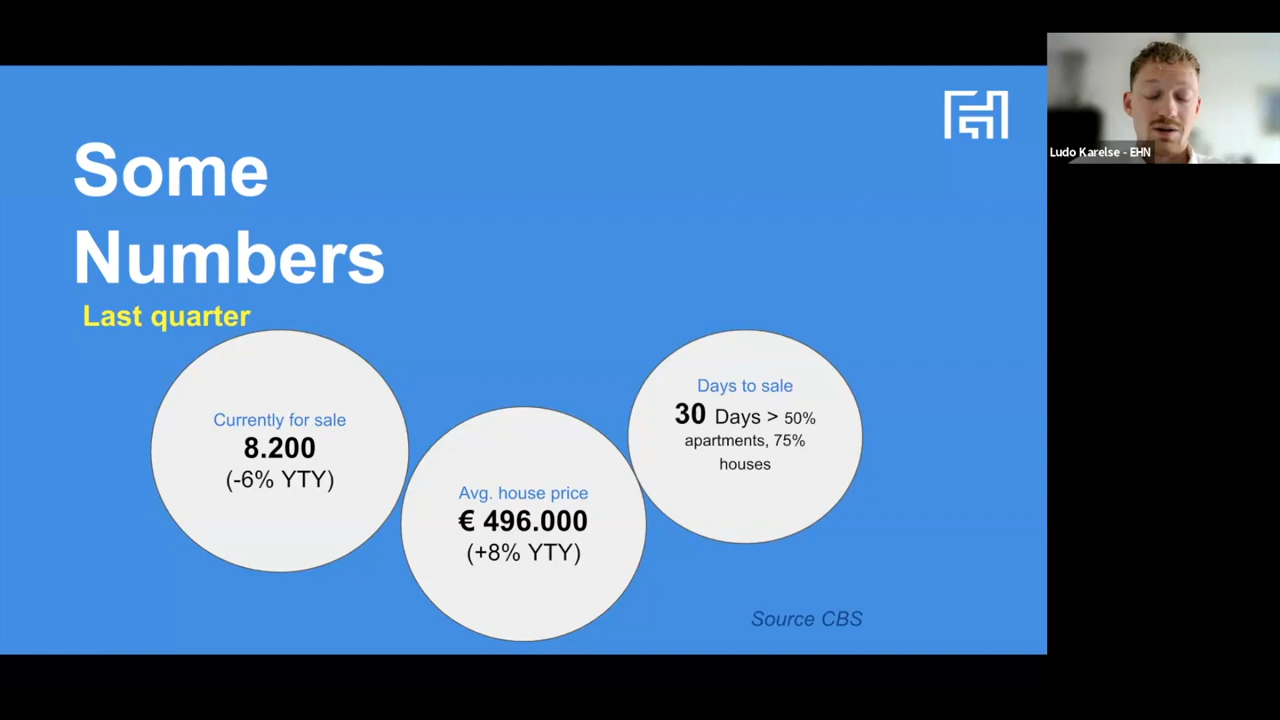 Some
Numbers
Last quarter
Currently for sale
8.200
(-6% YTY)
Avg. house price
€ 496.000
(+8% YTY)
Days to sale
30 Days > 50%
apartments, 75%
houses
Source CBS
Ludo Karelse - EHN